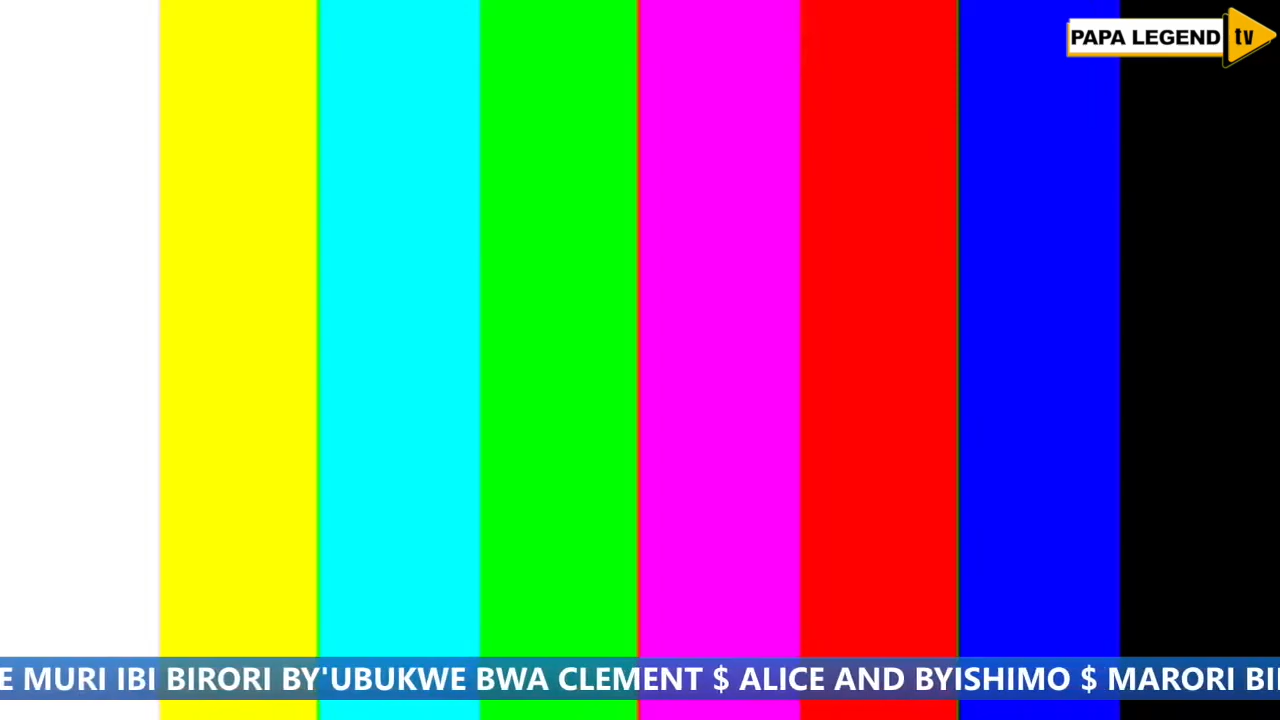 PAPA LEGEND tv
E MURI IBI BIRORI BY'UBUKWE BWA CLEMENT $ ALICE AND BYISHIMO $ MARORI